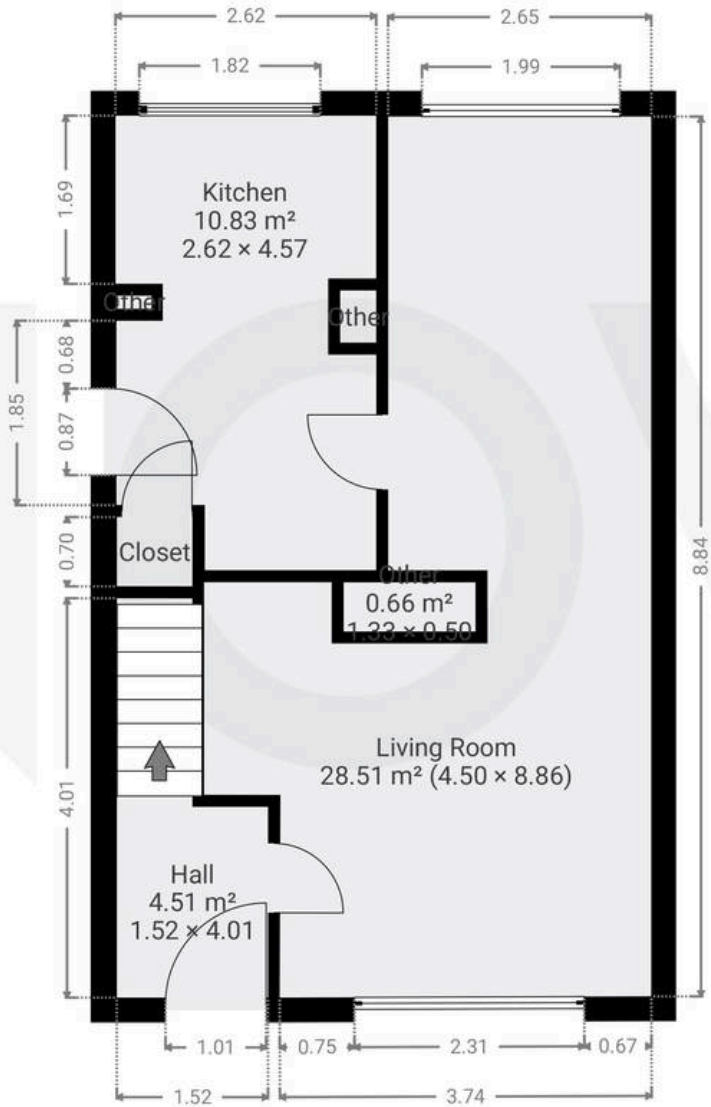 2.62
2.65
1.82
1.99
1.69
Kitchen
10.83 m²
2.62 × 4.57
Other
Other
0.68
1.85
0.87
0.70
Closet
8.84
Other
0.66 m²
1.33 × 0.50
Living Room
28.51 m² (4.50 × 8.86)
4.01
Hall
4.51 m²
1.52 × 4.01
1.01
0.75
2.31
0.67
1.52
3.74